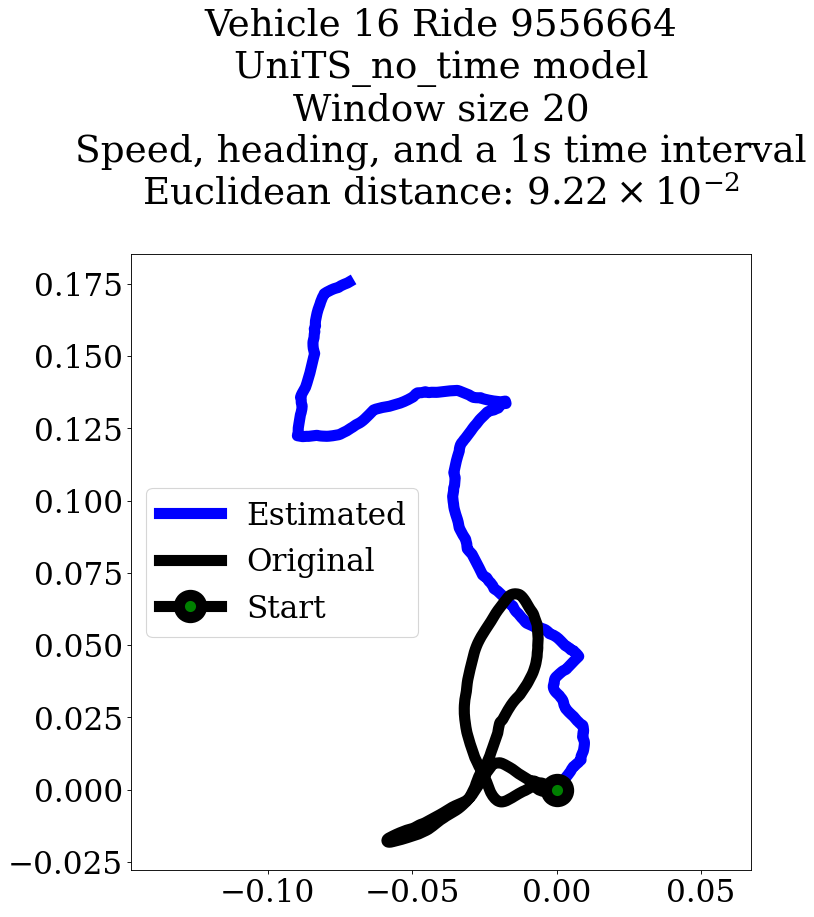 Vehicle 16 Ride 9556664
UniTS_no_time model
Window size 20
Speed, heading, and a 1s time interval
Euclidean distance: 9.22 × 10⁻²
0.175
0.150
0.125
0.100
0.075
0.050
0.025
0.000
−0.025
Estimated
Original
Start
−0.10
−0.05
0.00
0.05